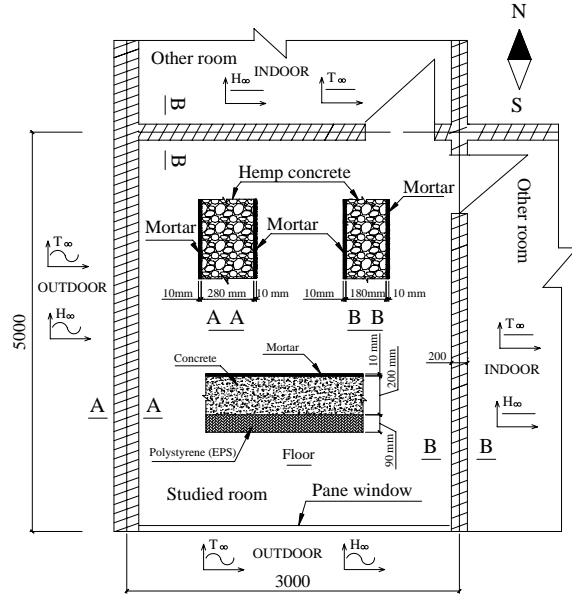 N
S
Other room
H∞
INDOOR
T∞
B
B
Hemp concrete
Mortar
Mortar
Mortar
Other room
10mm
280 mm
10 mm
10mm
180mm
10 mm
A A
B B
T∞
OUTDOOR
H∞
5000
T∞
INDOOR
H∞
200
Mortar
Concrete
10 mm
200 mm
90 mm
Polystyrene (EPS)
Floor
A
A
B
B
Studied room
Pane window
T∞
OUTDOOR
H∞
3000